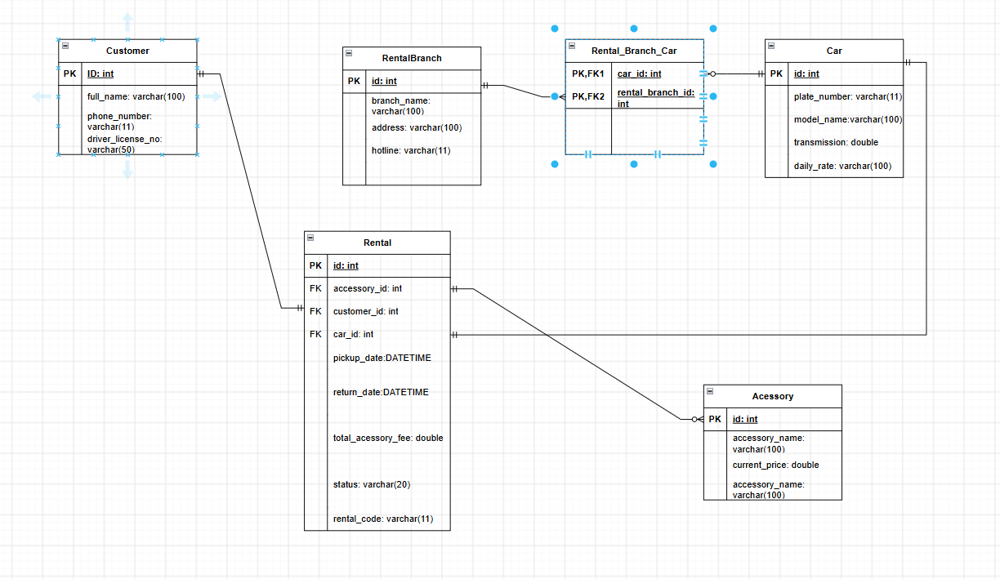 Customer
PK ID: int
full_name: varchar(100)
phone_number:
varchar(11)
driver_license_no:
varchar(50)
RentalBranch
PK id: int
branch_name:
varchar(100)
address: varchar(100)
hotline: varchar(11)
Rental_Branch_Car
PK,FK1 car_id: int
PK,FK2 rental_branch_id:
int
Car
PK id: int
plate_number: varchar(11)
model_name:varchar(100)
transmission: double
daily_rate: varchar(100)
Rental
PK id: int
FK accessory_id: int
FK customer_id: int
FK car_id: int
pickup_date:DATETIME
return_date:DATETIME
total_acessory_fee: double
status: varchar(20)
rental_code: varchar(11)
Acessory
PK id: int
accessory_name:
varchar(100)
current_price: double
accessory_name:
varchar(100)